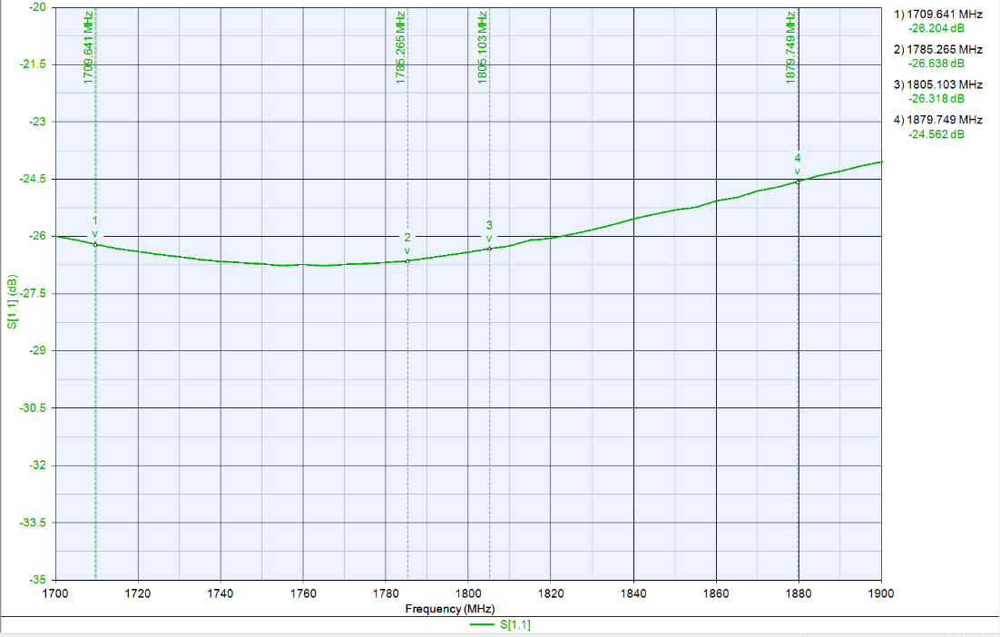 -20
-21.5
-23
-24.5
-26
-27.5
-29
-30.5
-32
-33.5
-35
S[1,1] (dB)
1709.641 MHz
1785.265 MHz
1805.103 MHz
1879.749 MHz
1
v
2
v
3
v
4
v
1700 1720 1740 1760 1780 1800 1820 1840 1860 1880 1900
Frequency (MHz)
S[1,1]
1) 1709.641 MHz
-26.204 dB
2) 1785.265 MHz
-26.638 dB
3) 1805.103 MHz
-26.318 dB
4) 1879.749 MHz
-24.562 dB